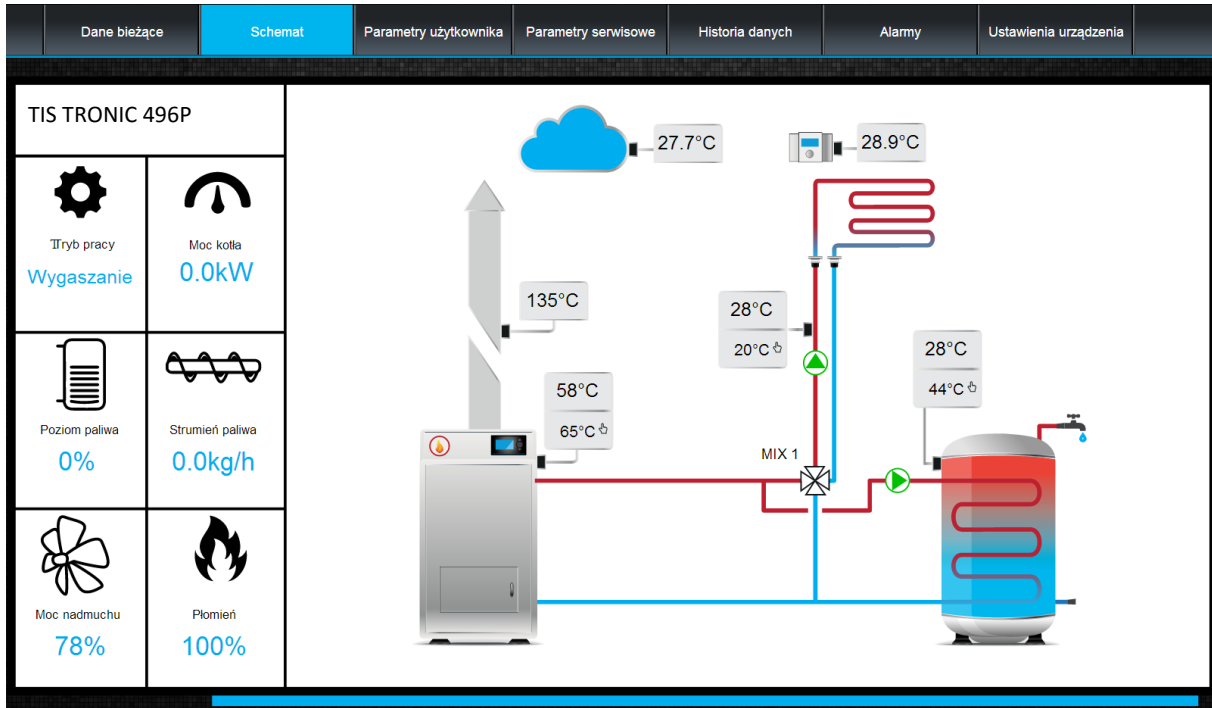 Dane bieżące
Schemat
Parametry użytkownika
Parametry serwisowe
Historia danych
Alarmy
Ustawienia urządzenia
TIS TRONIC 496P
Tryb pracy
Wygaszanie
Moc kotła
0.0kW
Poziom paliwa
0%
Strumień paliwa
0.0kg/h
Moc nadmuchu
78%
Płomień
100%
27.7°C
28.9°C
135°C
28°C
20°C
58°C
65°C
28°C
44°C
MIX 1